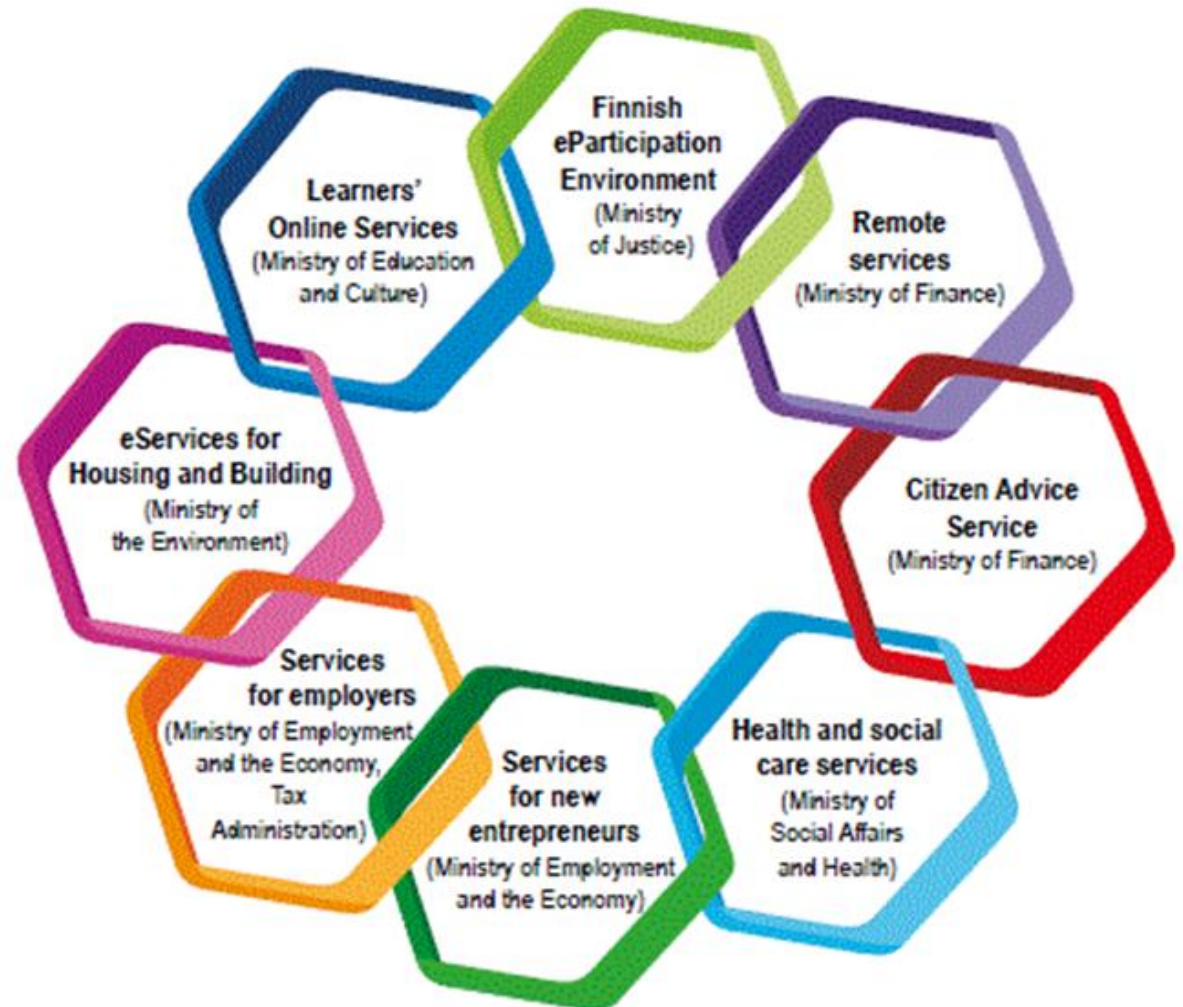 Finnish
eParticipation
Environment
(Ministry
of Justice)
Learners'
Online Services
(Ministry of Education
and Culture)
Remote
services
(Ministry of Finance)
eServices for
Housing and Building
(Ministry of
the Environment)
Citizen Advice
Service
(Ministry of Finance)
Services
for employers
(Ministry of Employment
and the Economy,
Tax
Administration)
Services
for new
entrepreneurs
(Ministry of Employment
and the Economy)
Health and social
care services
(Ministry of
Social Affairs
and Health)